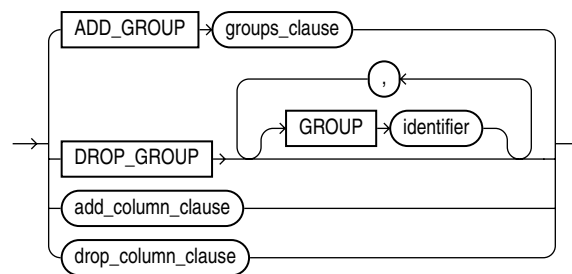 ADD_GROUP groups_clause
,
GROUP identifier
DROP_GROUP
add_column_clause
drop_column_clause